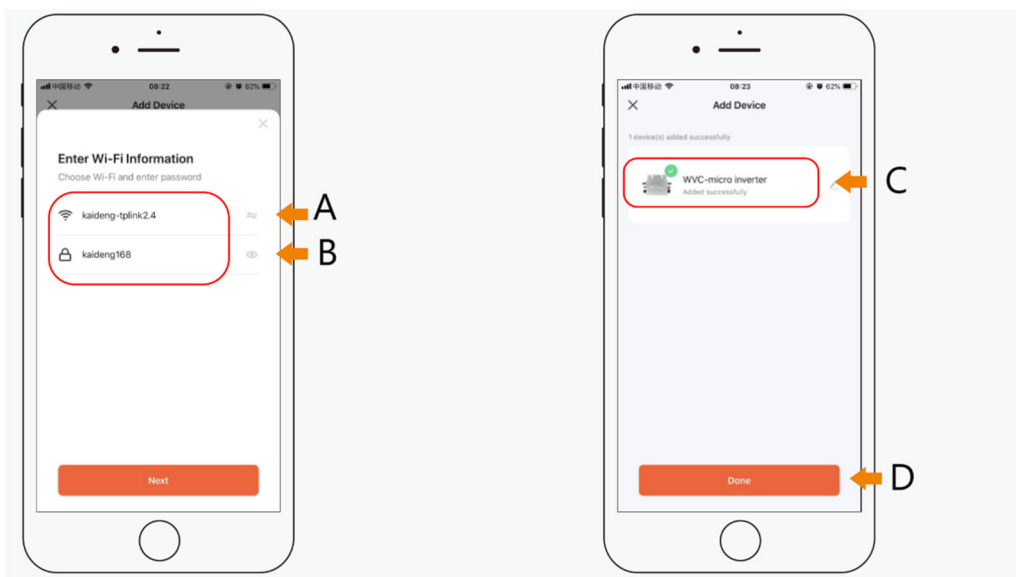 中国移动 08:22 62%
Add Device
Enter Wi-Fi Information
Choose Wi-Fi and enter password
kaideng-tplink2.4
A
kaideng168
B
Next
中国移动 08:23 62%
Add Device
1 device(s) added successfully
WVC-micro inverter
Added successfully
C
Done
D